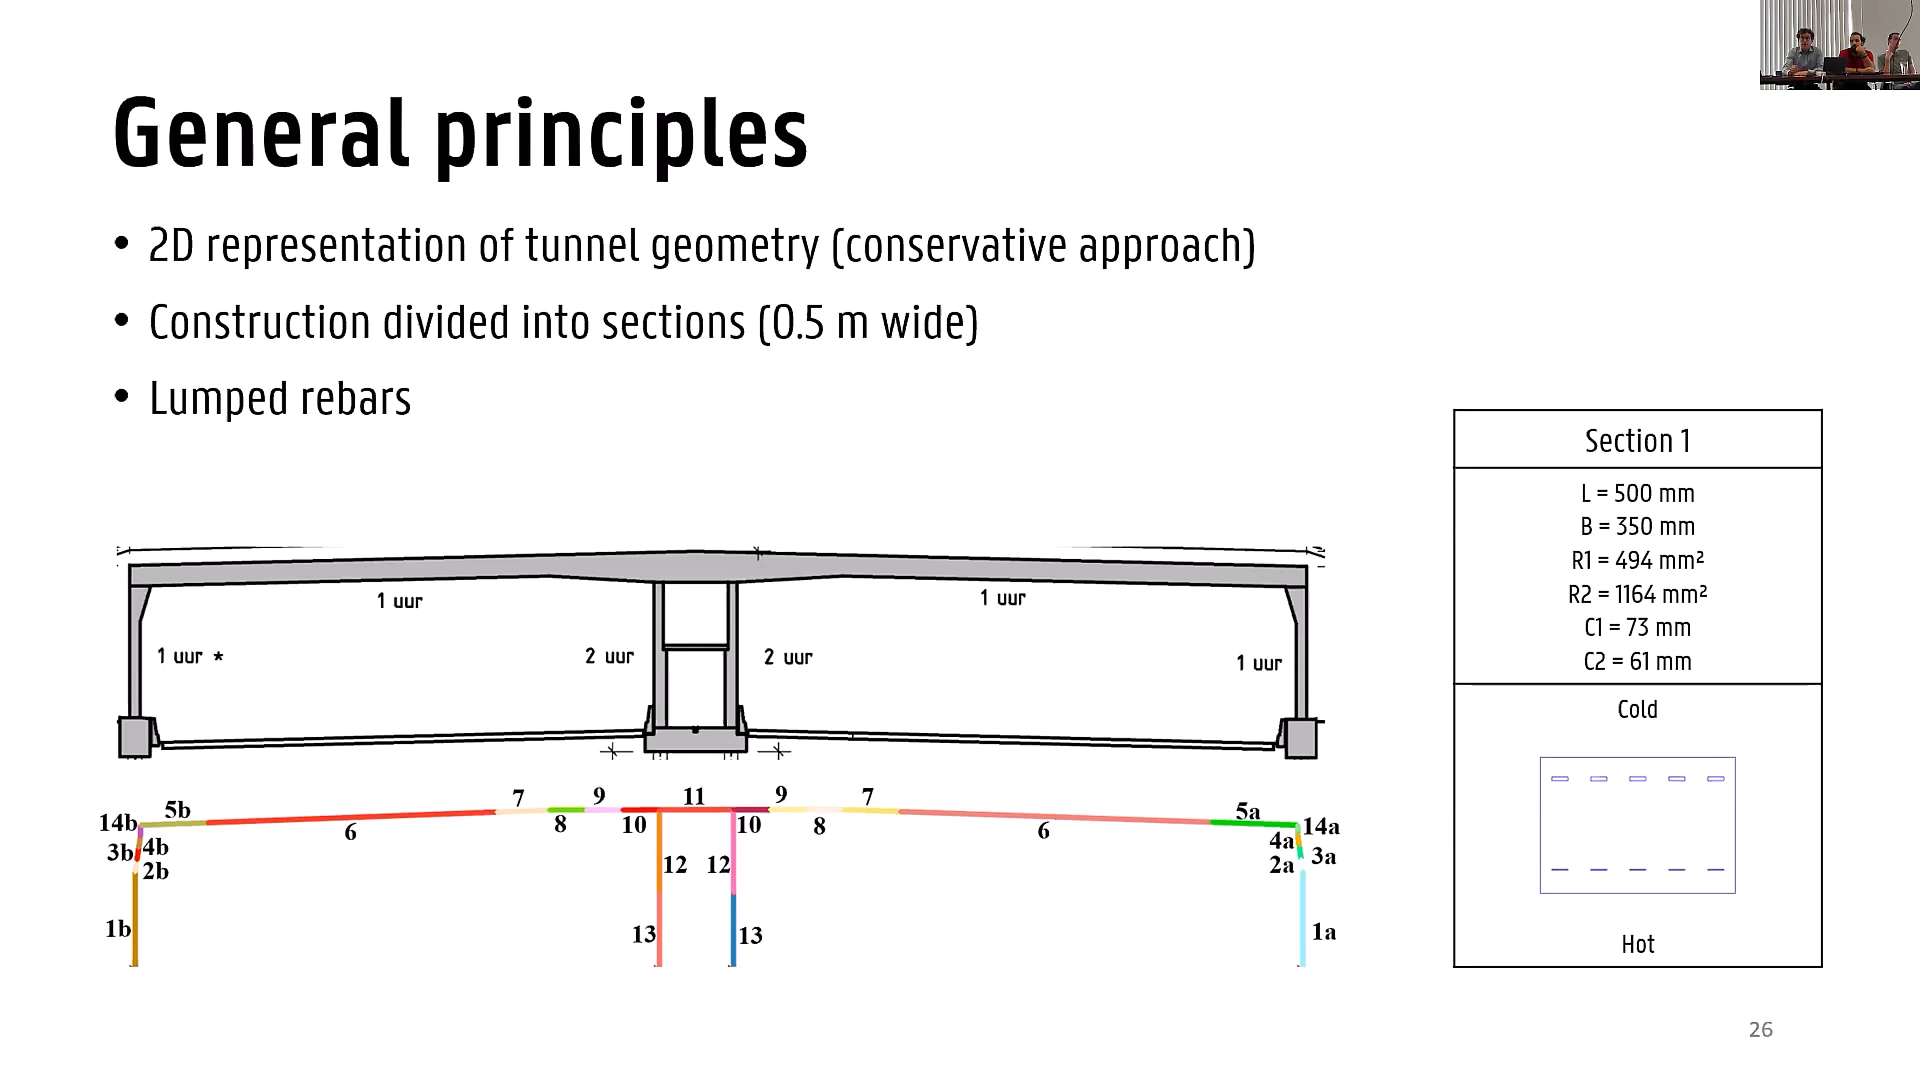 General principles
• 2D representation of tunnel geometry (conservative approach)
• Construction divided into sections (0.5 m wide)
• Lumped rebars
Section 1
L = 500 mm
B = 350 mm
R1 = 494 mm²
R2 = 1164 mm²
C1 = 73 mm
C2 = 61 mm
Cold
Hot
1 uur
1 uur
1 uur *
2 uur
2 uur
1 uur
7
9
11
9
7
5b
5a
14b
6
8
10
10
8
6
14a
3b
4b
4a
3a
2b
12
12
2a
1b
13
13
1a
26